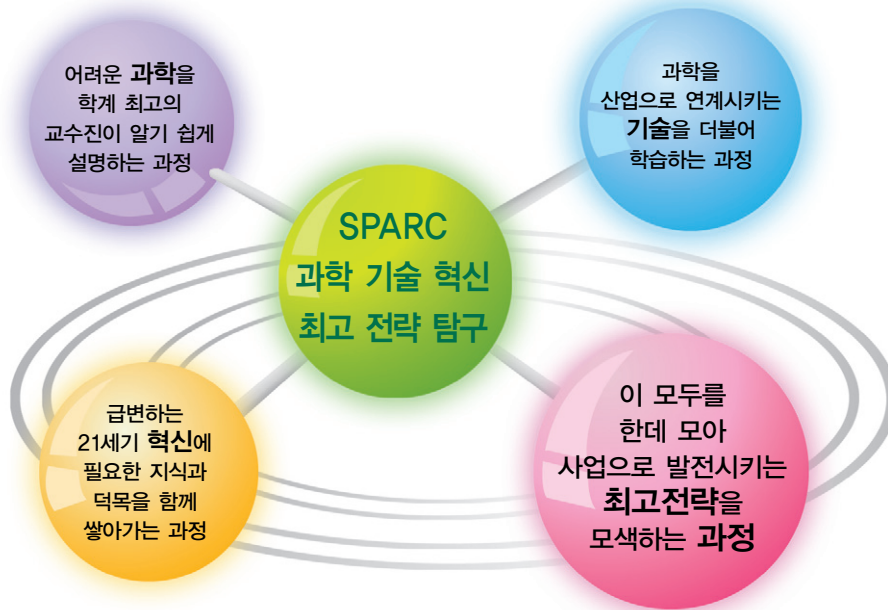 어려운 과학을
학계 최고의
교수진이 알기 쉽게
설명하는 과정
과학을
산업으로 연계시키는
기술을 더불어
학습하는 과정
SPARC
과학 기술 혁신
최고 전략 탐구
급변하는
21세기 혁신에
필요한 지식과
덕목을 함께
쌓아가는 과정
이 모두를
한데 모아
사업으로 발전시키는
최고전략을
모색하는 과정